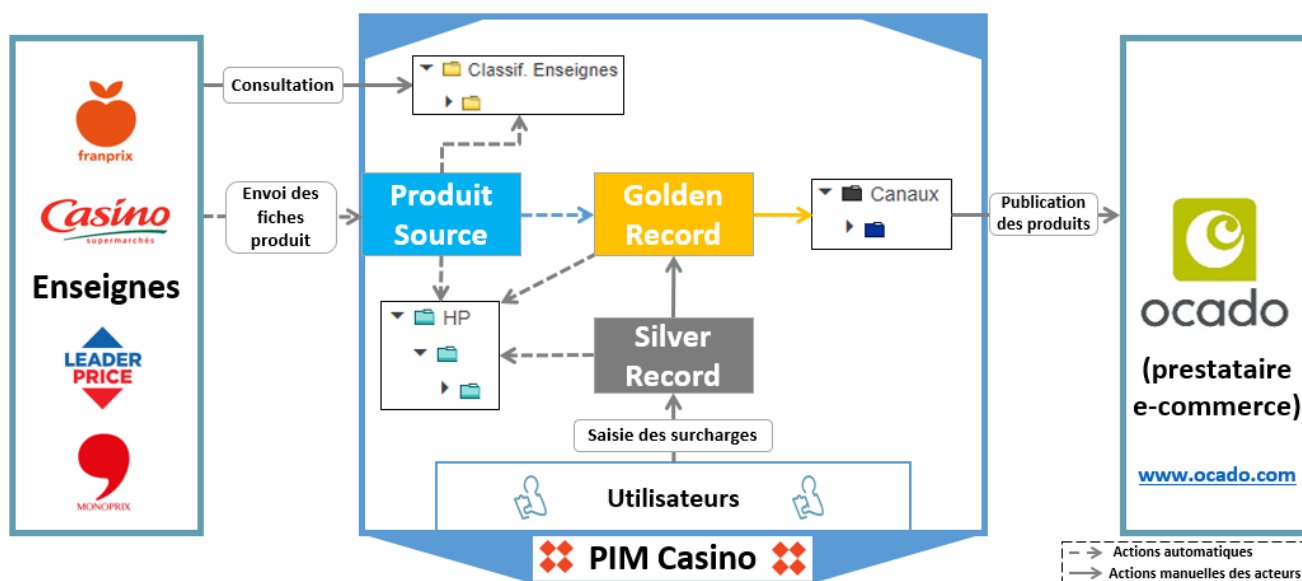 franprix
Casino
supermarchés
Enseignes
LEADER
PRICE
MONOPRIX
Consultation
Envoi des
fiches
produit
Classif. Enseignes
Produit
Source
Golden
Record
Canaux
HP
Silver
Record
Saisie des surcharges
Utilisateurs
PIM Casino
Publication
des produits
ocado
(prestataire
e-commerce)
www.ocado.com
Actions automatiques
Actions manuelles des acteurs